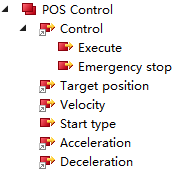 POS Control
Control
Execute
Emergency stop
Target position
Velocity
Start type
Acceleration
Deceleration